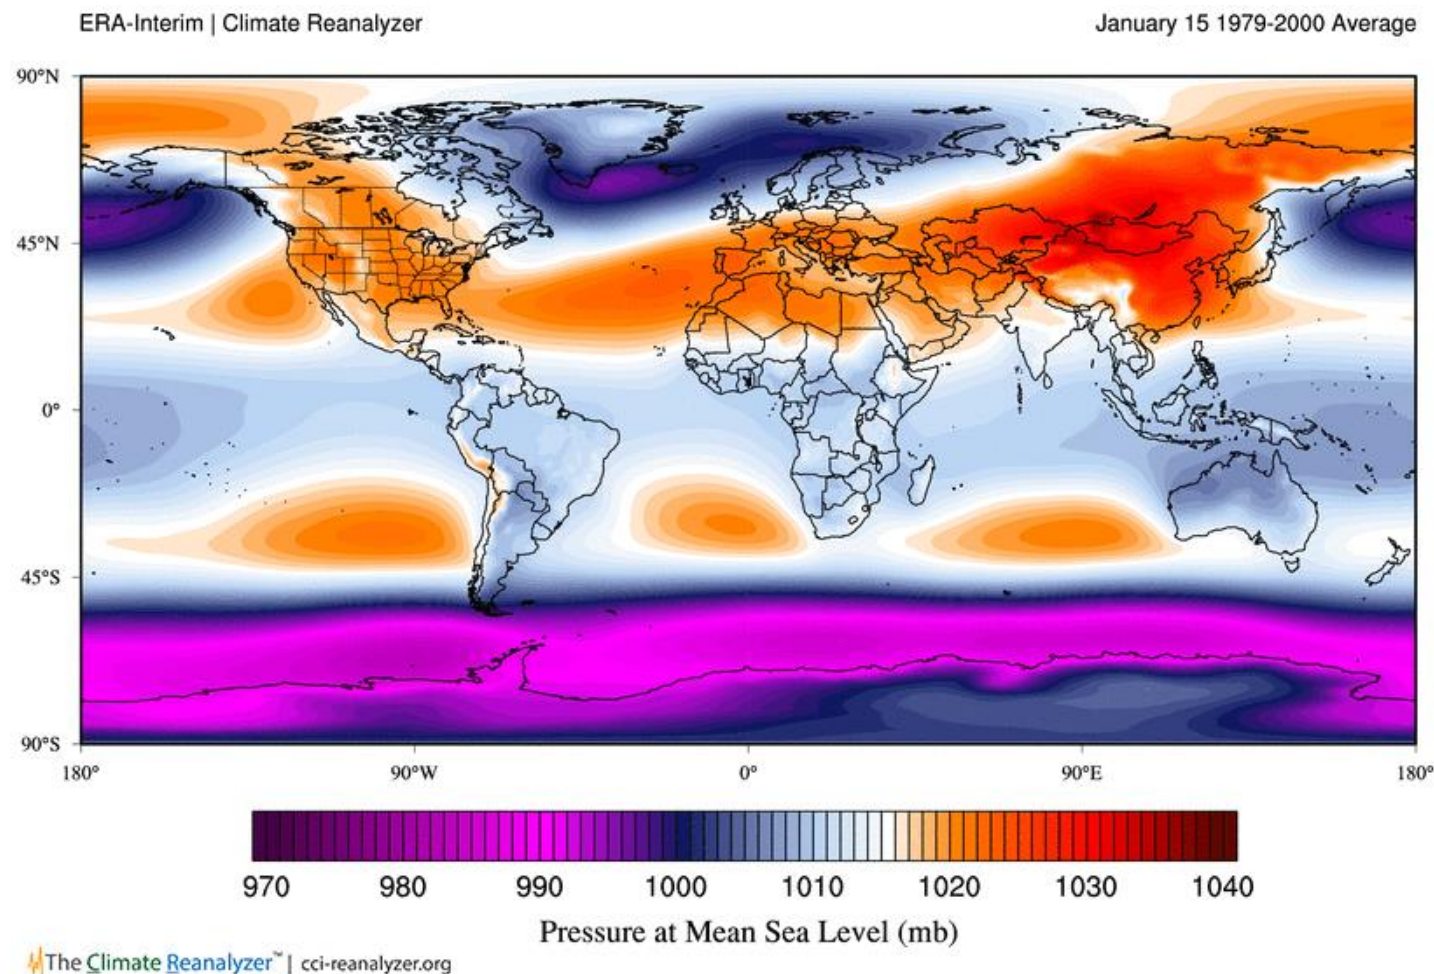 ERA-Interim | Climate Reanalyzer
January 15 1979-2000 Average
90°N
45°N
0°
45°S
90°S
180° 90°W 0° 90°E 180°
970 980 990 1000 1010 1020 1030 1040
Pressure at Mean Sea Level (mb)
The Climate Reanalyzer™ | cci-reanalyzer.org